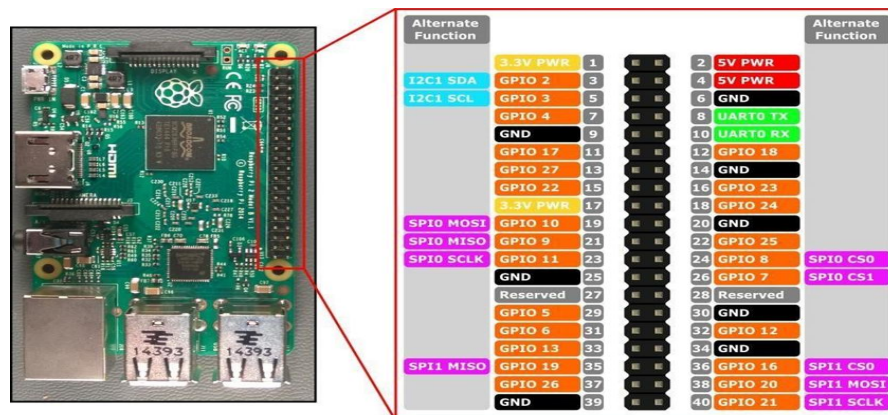 Alternate Function
Alternate Function
3.3V PWR 1 2 5V PWR
I2C1 SDA GPIO 2 3 4 5V PWR
I2C1 SCL GPIO 3 5 6 GND
GPIO 4 7 8 UART0 TX
GND 9 10 UART0 RX
GPIO 17 11 12 GPIO 18
GPIO 27 13 14 GND
GPIO 22 15 16 GPIO 23
3.3V PWR 17 18 GPIO 24
SPI0 MOSI GPIO 10 19 20 GND
SPI0 MISO GPIO 9 21 22 GPIO 25
SPI0 SCLK GPIO 11 23 24 GPIO 8 SPI0 CS0
GND 25 26 GPIO 7 SPI0 CS1
Reserved 27 28 Reserved
GPIO 5 29 30 GND
GPIO 6 31 32 GPIO 12
GPIO 13 33 34 GND
SPI1 MISO GPIO 19 35 36 GPIO 16 SPI1 CS0
GPIO 26 37 38 GPIO 20 SPI1 MOSI
GND 39 40 GPIO 21 SPI1 SCLK
DISPLAY
CE
HDMI
14393
14393